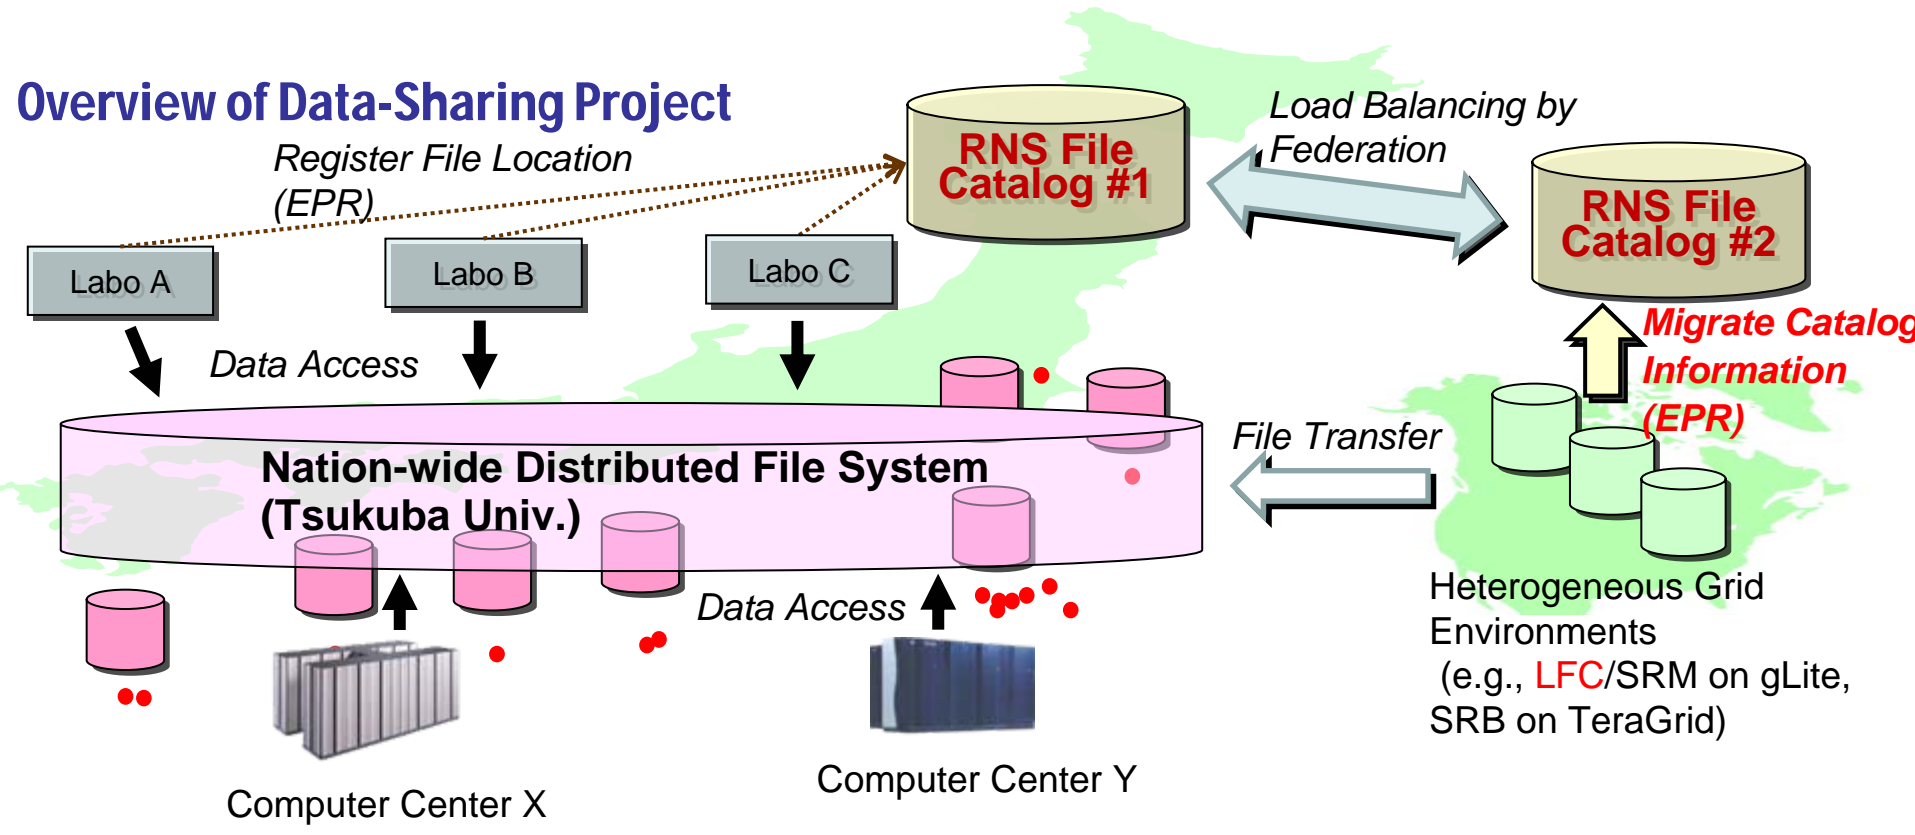 Overview of Data-Sharing Project
Register File Location
(EPR)
RNS File
Catalog #1
Load Balancing by
Federation
RNS File
Catalog #2
Labo A
Labo B
Labo C
Data Access
Migrate Catalog
Information
(EPR)
File Transfer
Nation-wide Distributed File System
(Tsukuba Univ.)
Data Access
Heterogeneous Grid
Environments
(e.g., LFC/SRM on gLite,
SRB on TeraGrid)
Computer Center X
Computer Center Y